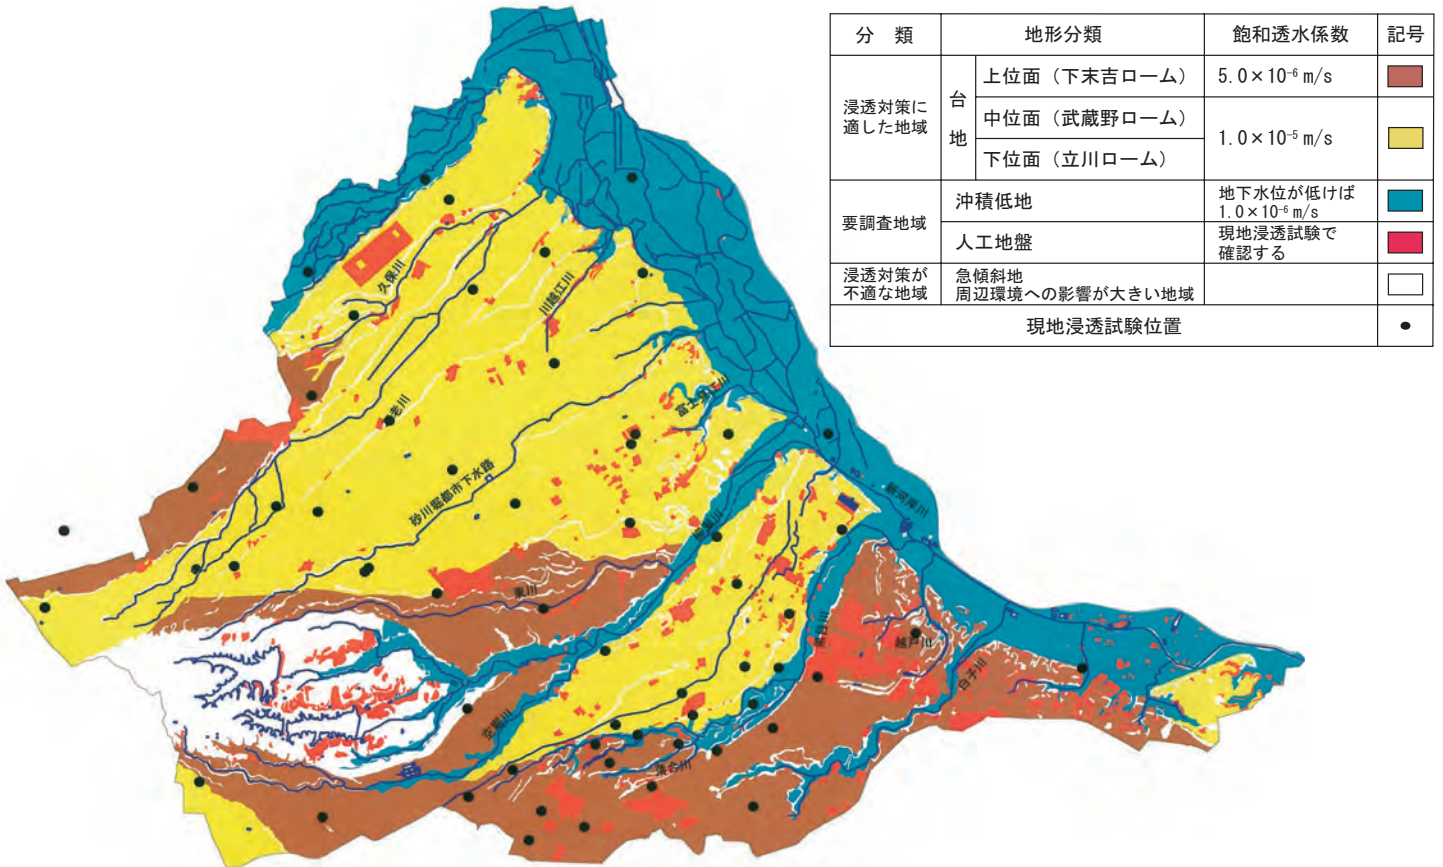 分 類 地形分類 飽和透水係数 記号
浸透対策に
適した地域
台
地
上位面（下末吉ローム） 5.0×10⁻⁶ m/s
中位面（武蔵野ローム）
1.0×10⁻⁵ m/s
下位面（立川ローム）
要調査地域
沖積低地
地下水位が低けば
1.0×10⁻⁶ m/s
人工地盤
現地浸透試験で
確認する
浸透対策が
不適な地域
急傾斜地
周辺環境への影響が大きい地域
現地浸透試験位置 ●
久保川
川越江川
富士見江川
砂川堀都市下水路
新河岸川
柳瀬川
東川
黒目川
越戸川
白子川
空堀川
落合川